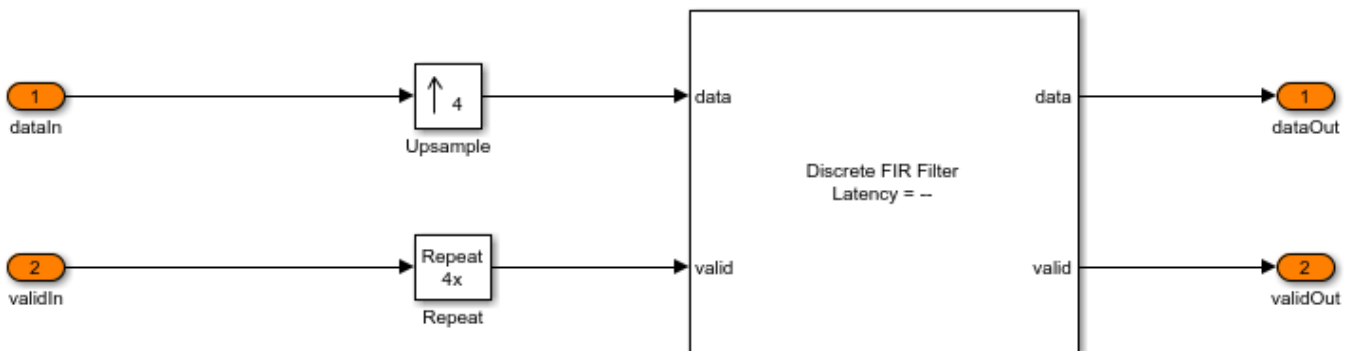 1
dataIn
↑ 4
Upsample
data
data
1
dataOut
Discrete FIR Filter
Latency = --
2
validIn
Repeat
4x
Repeat
valid
valid
2
validOut